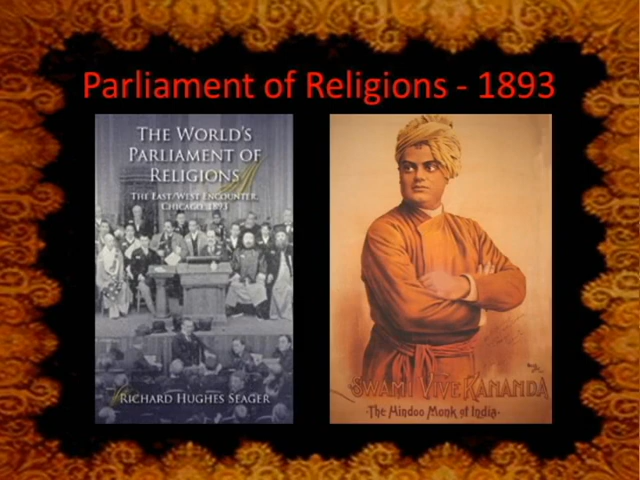 Parliament of Religions - 1893
THE WORLD'S
PARLIAMENT OF
RELIGIONS
THE EAST/WEST ENCOUNTER,
CHICAGO, 1893
RICHARD HUGHES SEAGER
SWAMI VIVEKANANDA
-The Hindoo Monk of India-